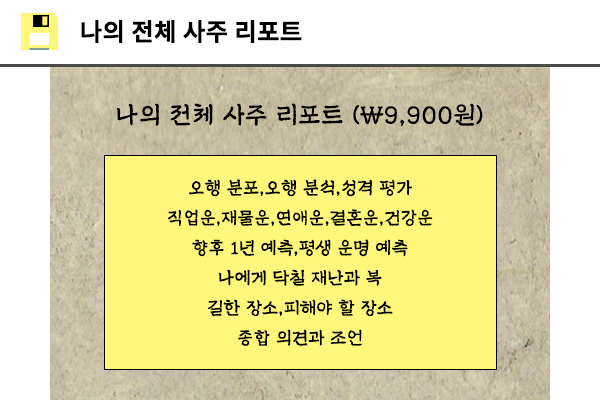 나의 전체 사주 리포트
나의 전체 사주 리포트 (₩9,900원)
오행 분포,오행 분석,성격 평가
직업운,재물운,연애운,결혼운,건강운
향후 1년 예측,평생 운명 예측
나에게 닥칠 재난과 복
길한 장소,피해야 할 장소
종합 의견과 조언